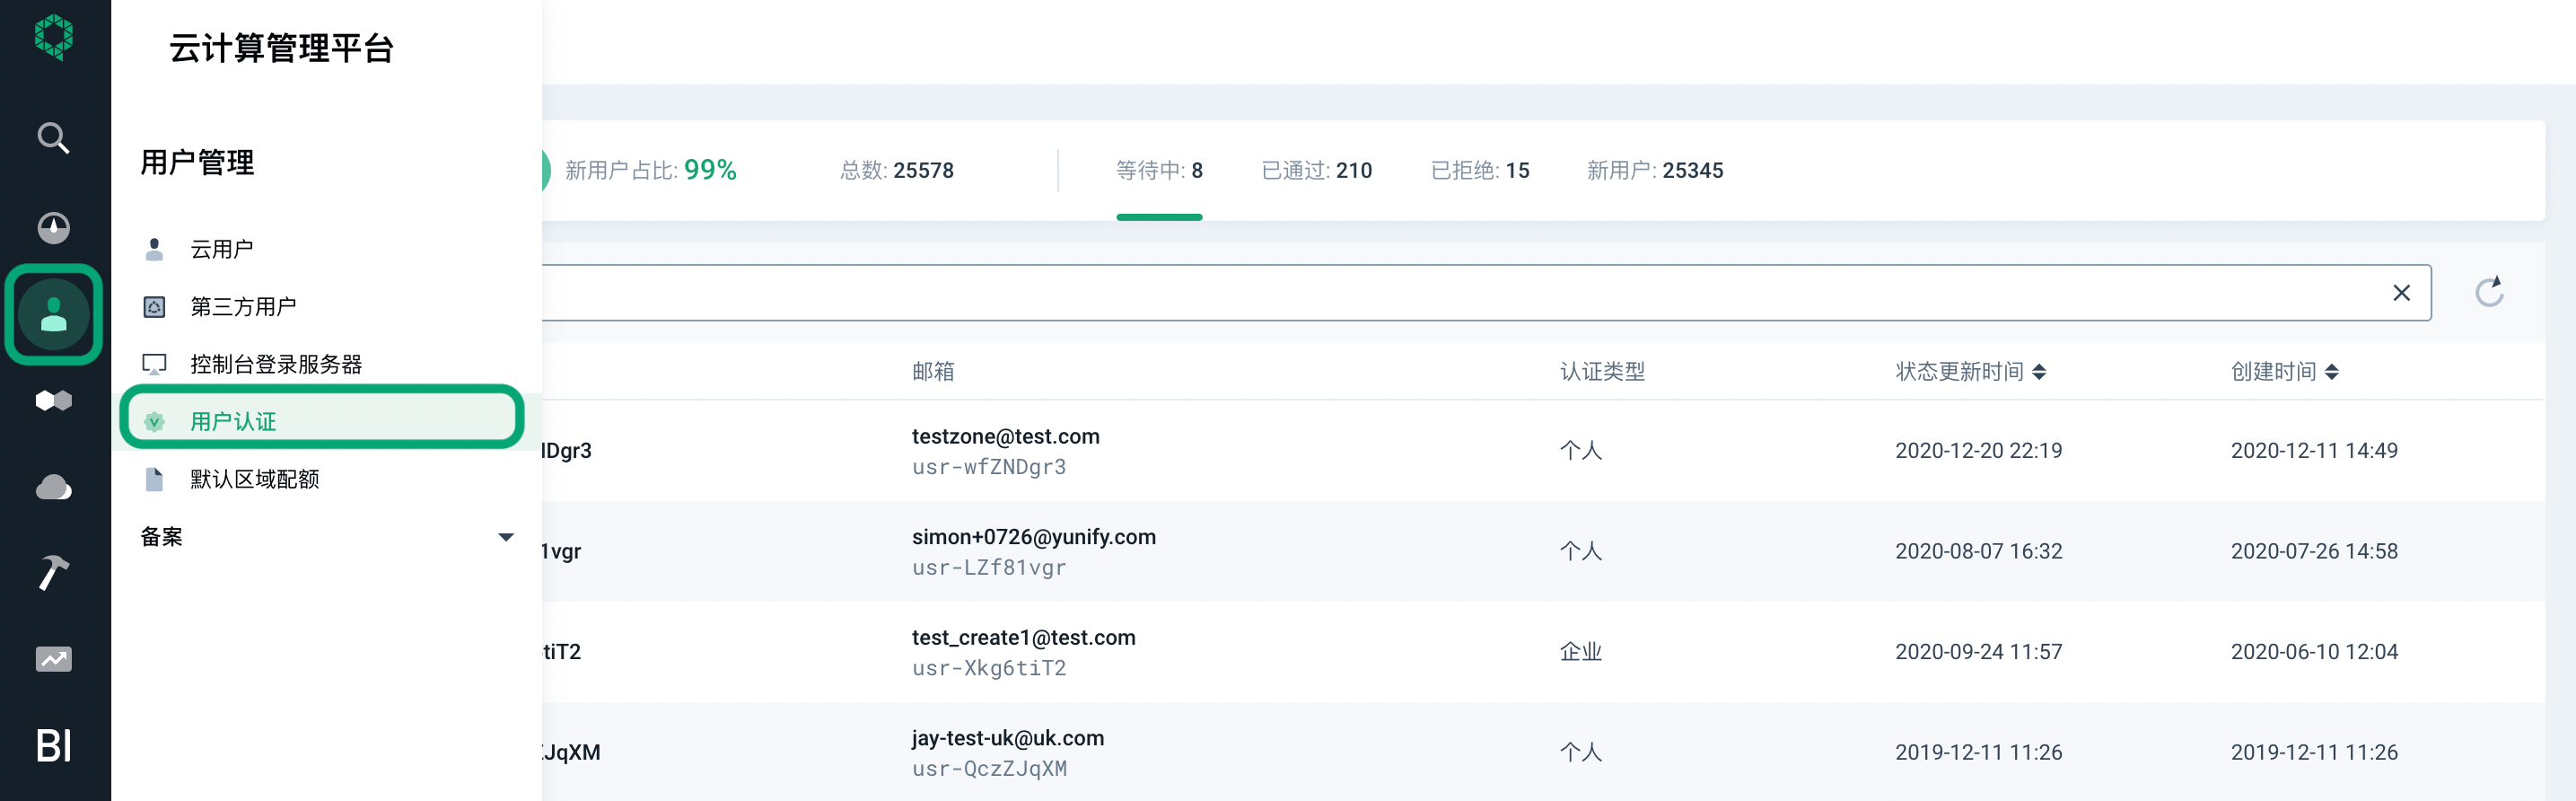 云计算管理平台
用户管理
云用户
第三方用户
控制台登录服务器
用户认证
默认区域配额
备案
BI
新用户占比: 99%
总数: 25578
等待中: 8
已通过: 210
已拒绝: 15
新用户: 25345
邮箱 认证类型 状态更新时间 创建时间
Dgr3 testzone@test.com 个人 2020-12-20 22:19 2020-12-11 14:49
usr-wfZNDgr3
1vgr simon+0726@yunify.com 个人 2020-08-07 16:32 2020-07-26 14:58
usr-LZf81vgr
tiT2 test_create1@test.com 企业 2020-09-24 11:57 2020-06-10 12:04
usr-Xkg6tiT2
JqXM jay-test-uk@uk.com 个人 2019-12-11 11:26 2019-12-11 11:26
usr-QczZJqXM